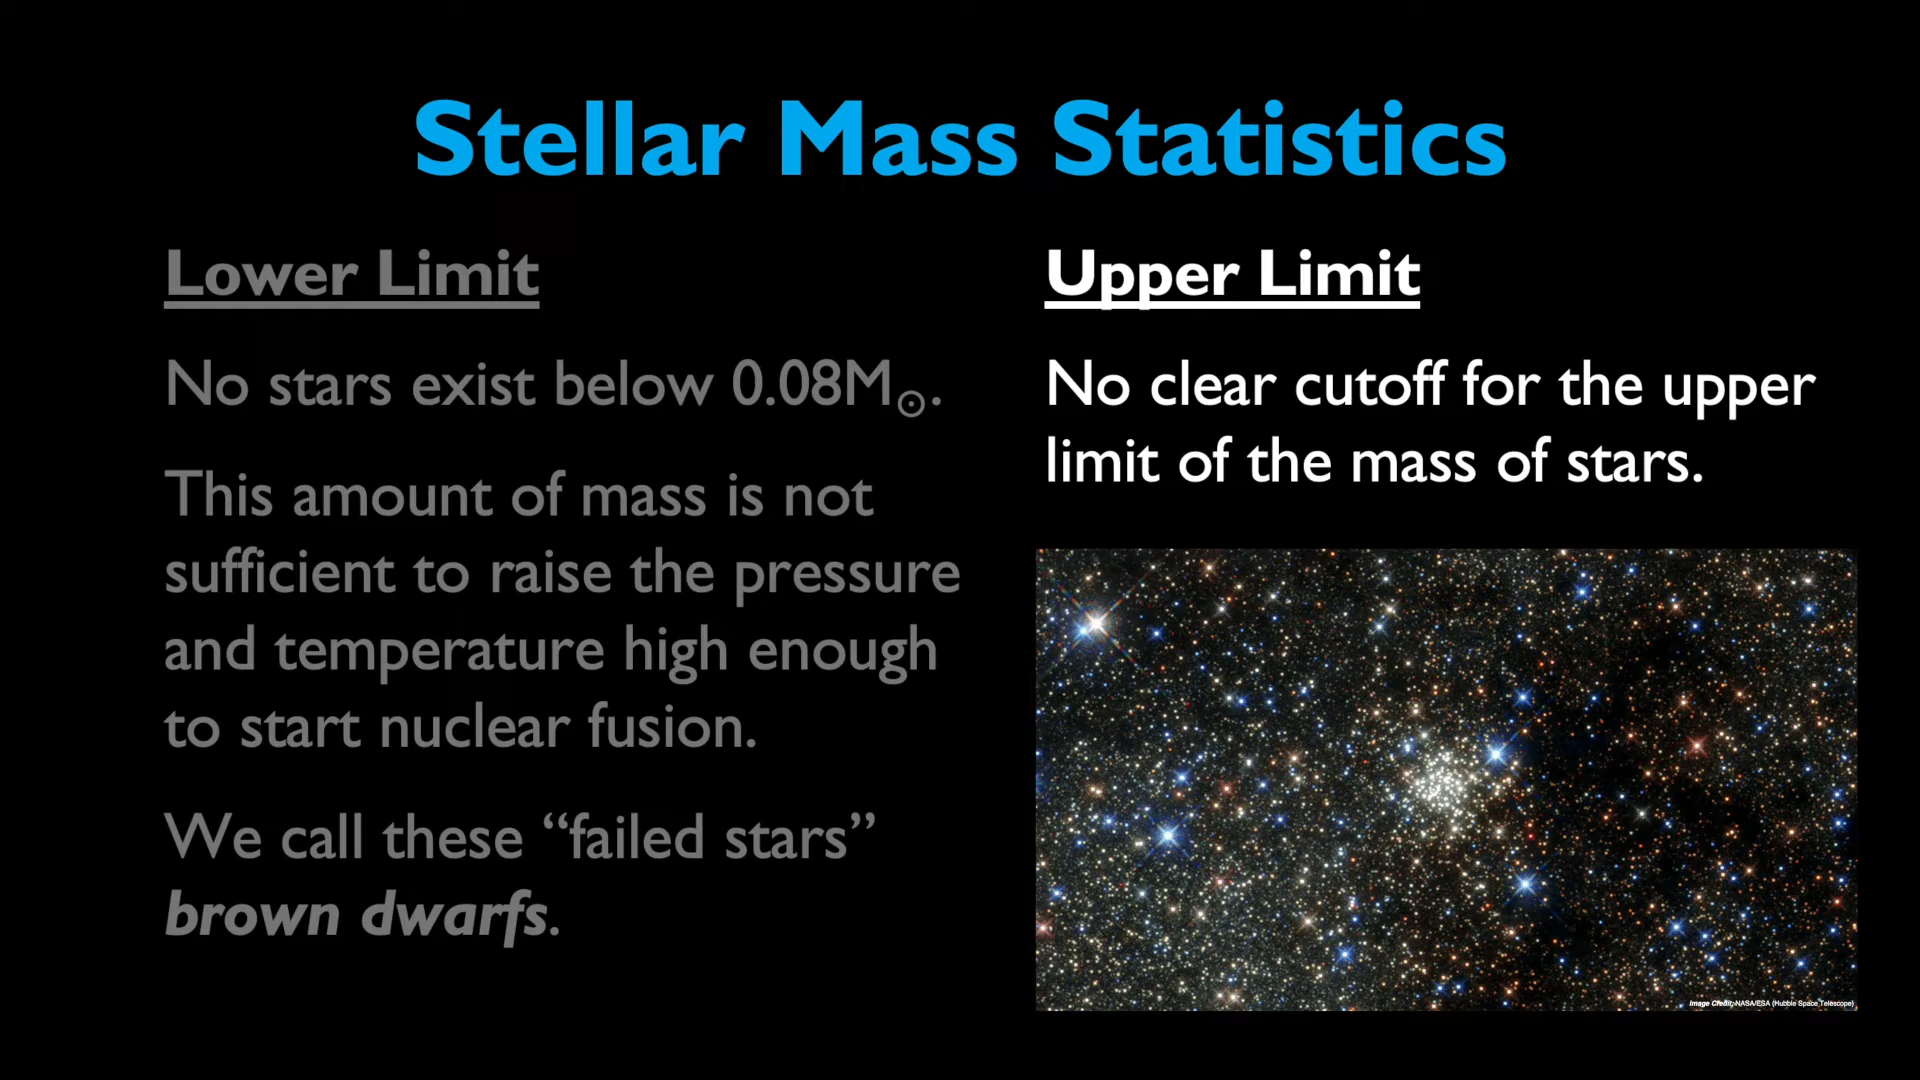 Stellar Mass Statistics
Lower Limit
No stars exist below 0.08M☉.
This amount of mass is not
sufficient to raise the pressure
and temperature high enough
to start nuclear fusion.
We call these “failed stars”
brown dwarfs.
Upper Limit
No clear cutoff for the upper
limit of the mass of stars.
Image Credit: NASA/ESA (Hubble Space Telescope)